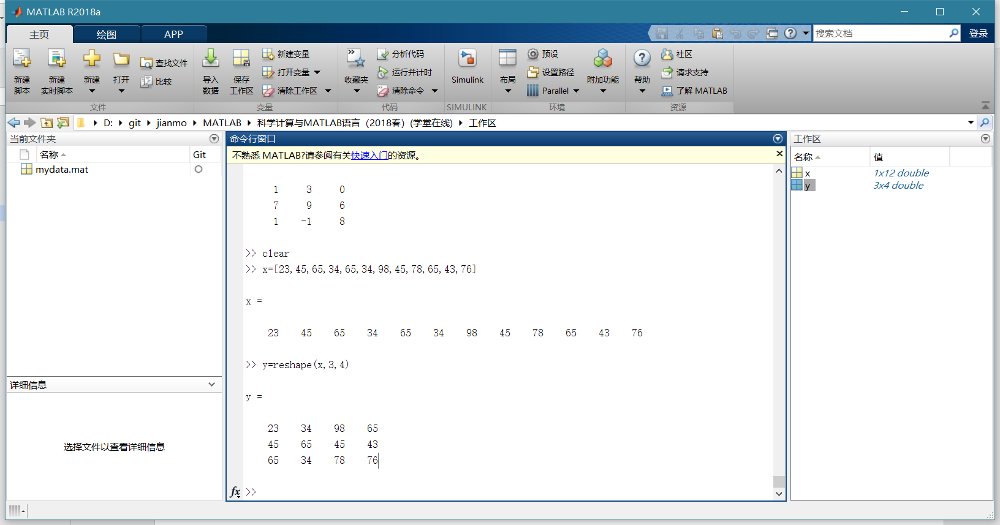 MATLAB R2018a
主页 绘图 APP
搜索文档 登录
新建脚本
新建实时脚本
新建
打开
查找文件
比较
文件
导入数据
保存工作区
新建变量
打开变量
清除工作区
变量
收藏夹
分析代码
运行并计时
清除命令
代码
Simulink
SIMULINK
布局
预设
设置路径
Parallel
附加功能
环境
帮助
社区
请求支持
了解 MATLAB
资源
D: git jianmo MATLAB 科学计算与MATLAB语言（2018春）(学堂在线) 工作区
当前文件夹
名称 Git
mydata.mat
详细信息
选择文件以查看详细信息
命令行窗口
不熟悉 MATLAB?请参阅有关快速入门的资源。
1 3 0
7 9 6
1 -1 8
>> clear
>> x=[23,45,65,34,65,34,98,45,78,65,43,76]
x =
23 45 65 34 65 34 98 45 78 65 43 76
>> y=reshape(x,3,4)
y =
23 34 98 65
45 65 45 43
65 34 78 76
fx >>
工作区
名称 值
x 1x12 double
y 3x4 double